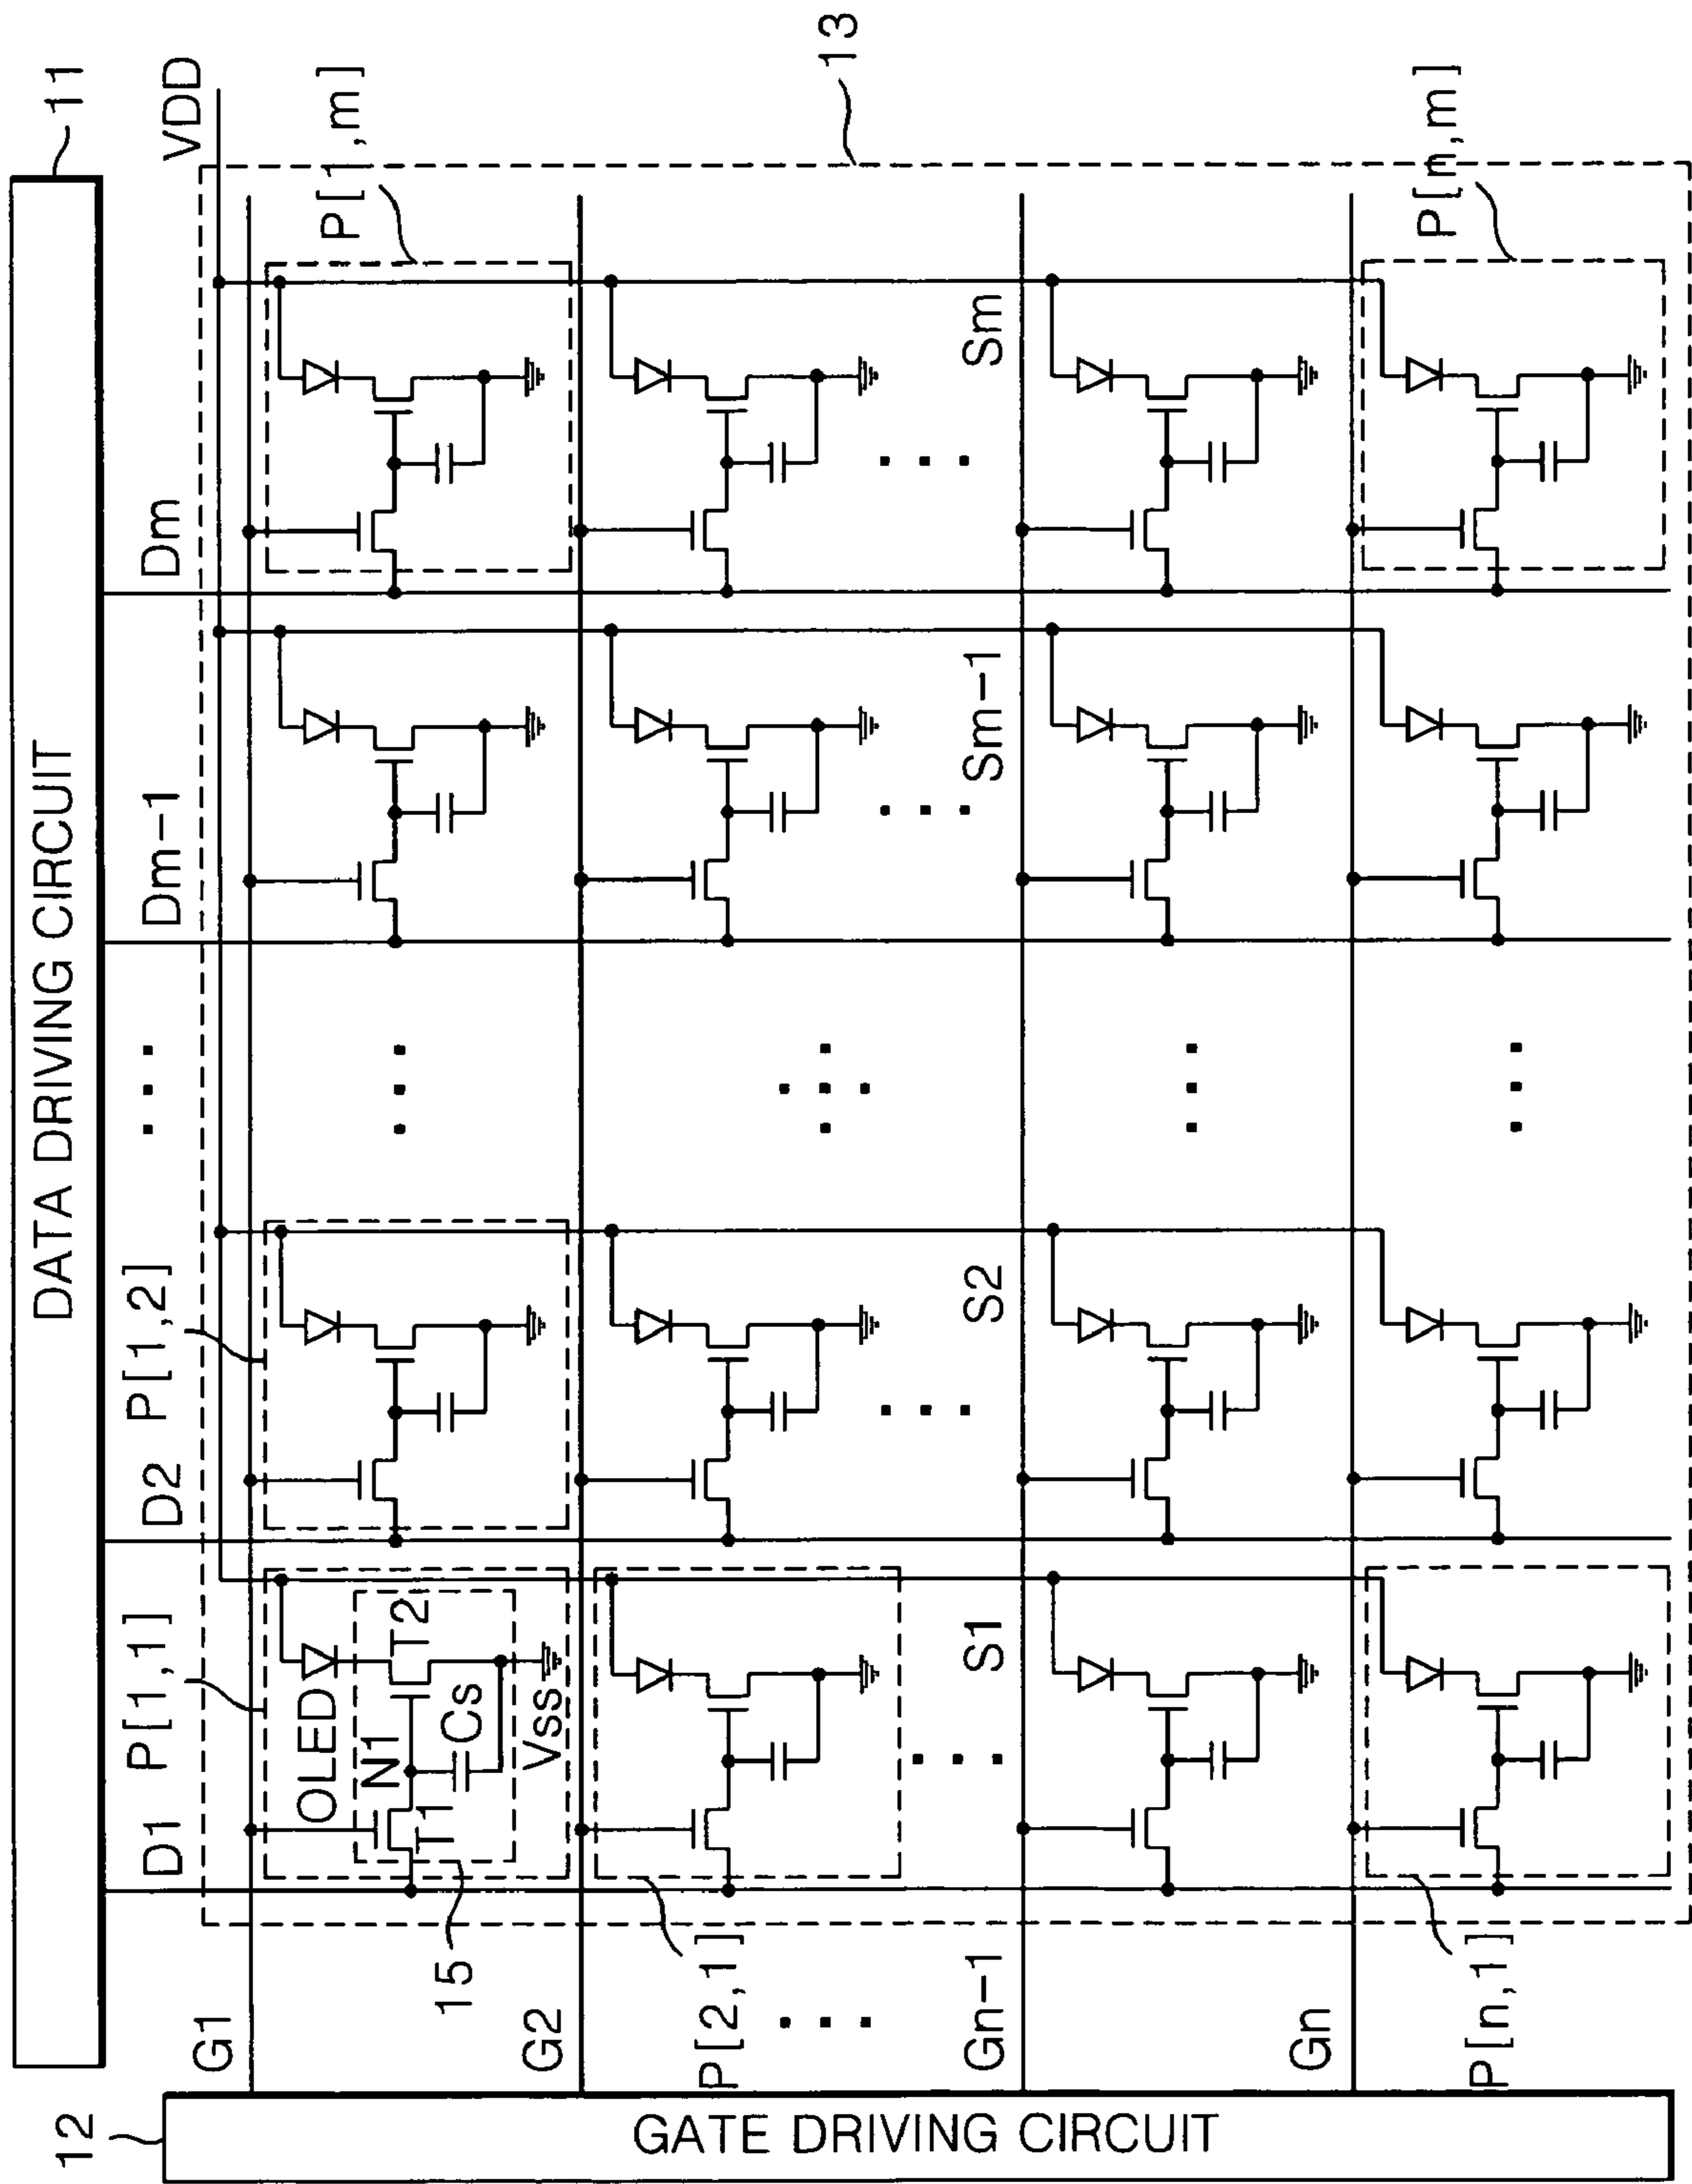 DATA DRIVING CIRCUIT
11
12
GATE DRIVING CIRCUIT
VDD
13
D1
P[1,1]
D2
P[1,2]
Dm-1
Dm
P[1,m]
G1
OLED
N1
T1
T2
Cs
Vss
15
G2
P[2,1]
S1
S2
Sm-1
Sm
Gn-1
Gn
P[n,1]
P[n,m]